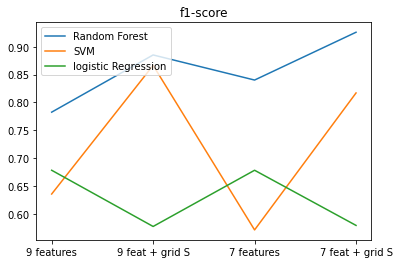 f1-score
Random Forest
SVM
logistic Regression
0.90
0.85
0.80
0.75
0.70
0.65
0.60
9 features
9 feat + grid S
7 features
7 feat + grid S